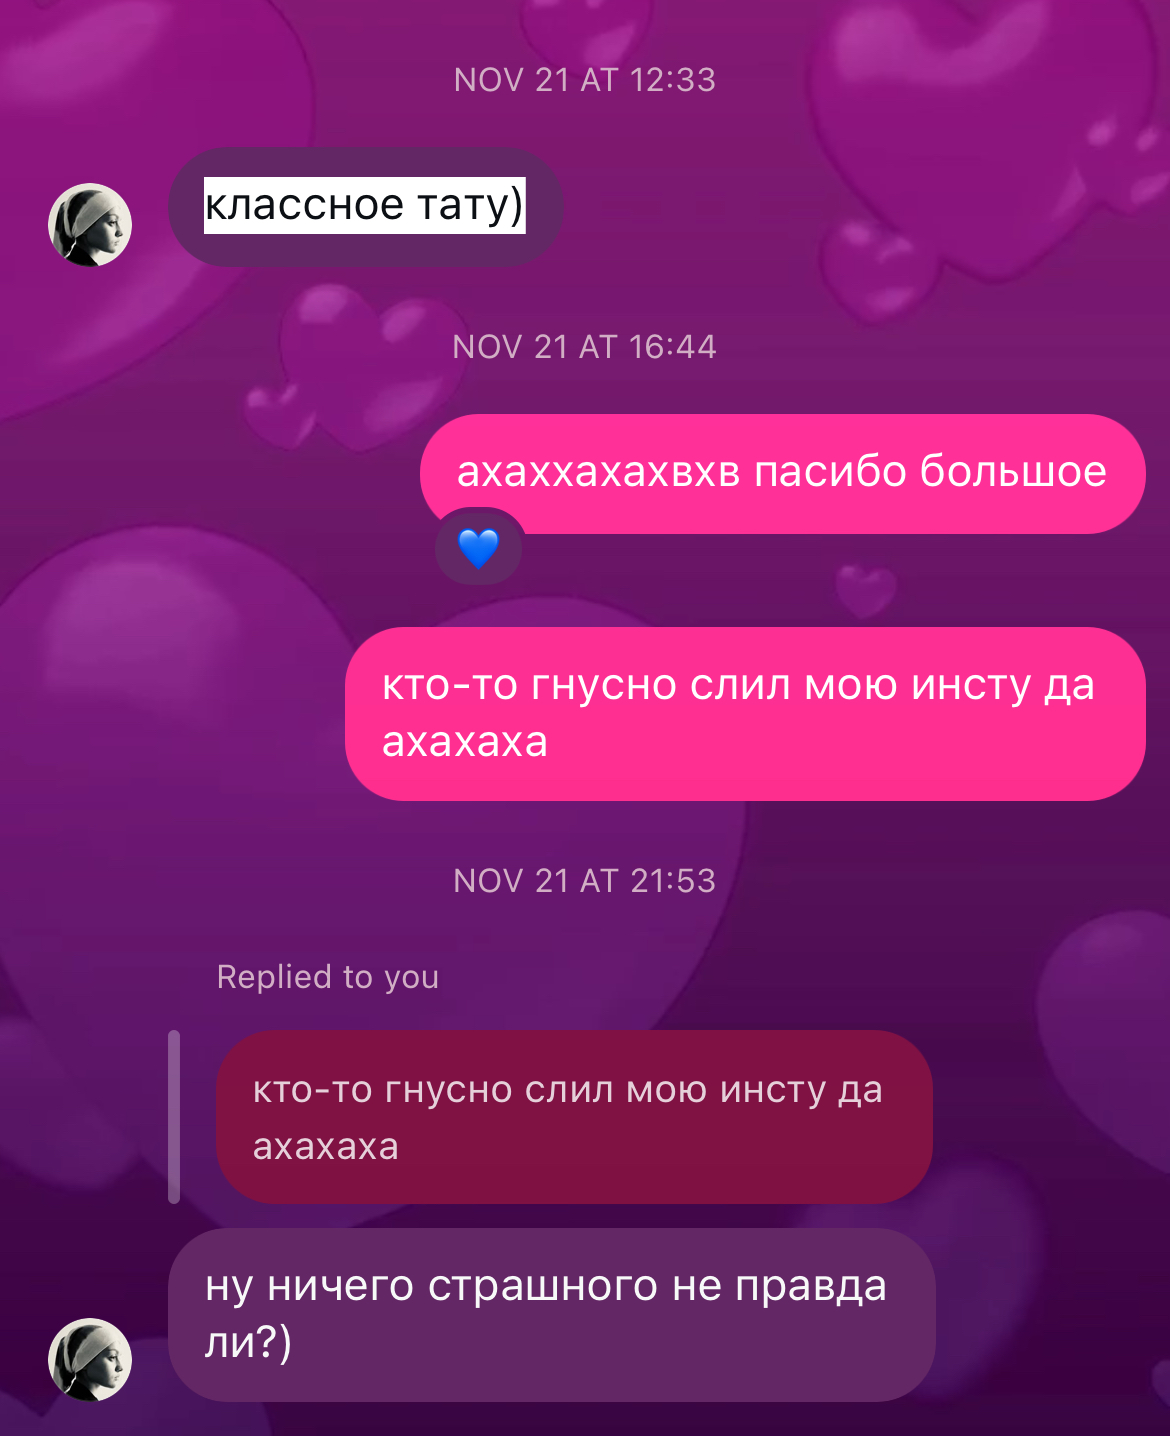 NOV 21 AT 12:33
классное тату)
NOV 21 AT 16:44
ахаххахахвхв пасибо большое
кто-то гнусно слил мою инсту да
ахахаха
NOV 21 AT 21:53
Replied to you
кто-то гнусно слил мою инсту да
ахахаха
ну ничего страшного не правда
ли?)